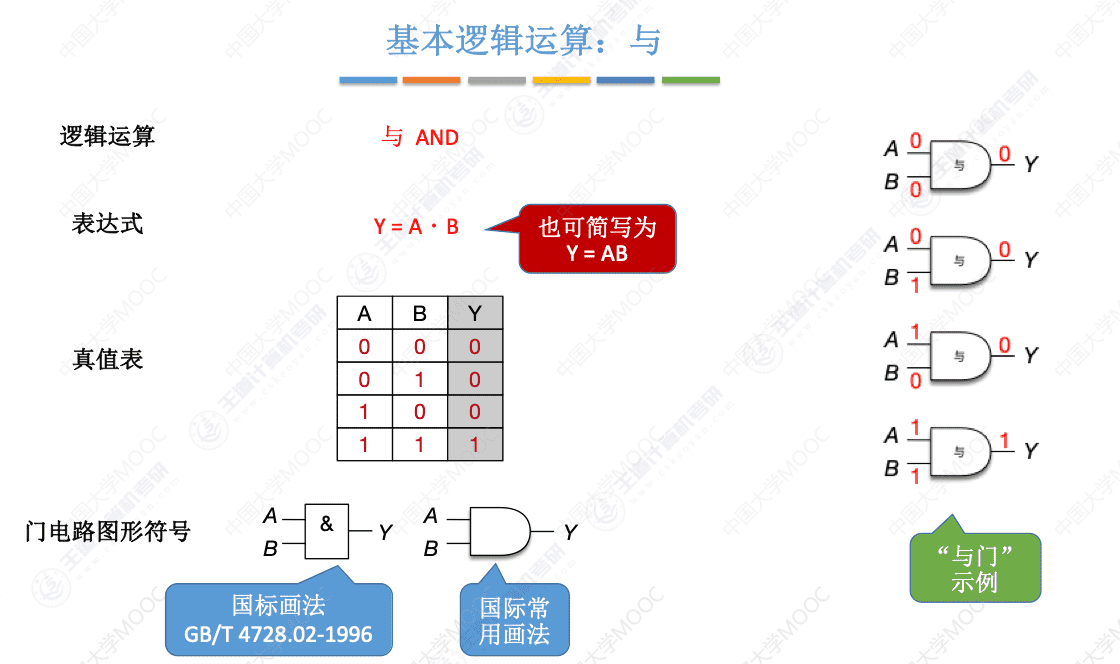 基本逻辑运算：与
逻辑运算
与 AND
表达式
Y = A · B
也可简写为
Y = AB
真值表
A B Y
0 0 0
0 1 0
1 0 0
1 1 1
门电路图形符号
A
B
&
Y
国标画法
GB/T 4728.02-1996
A
B
Y
国际常
用画法
A 0
B 0
与
0 Y
A 0
B 1
与
0 Y
A 1
B 0
与
0 Y
A 1
B 1
与
1 Y
“与门”
示例
中国大学MOOC
王道计算机考研